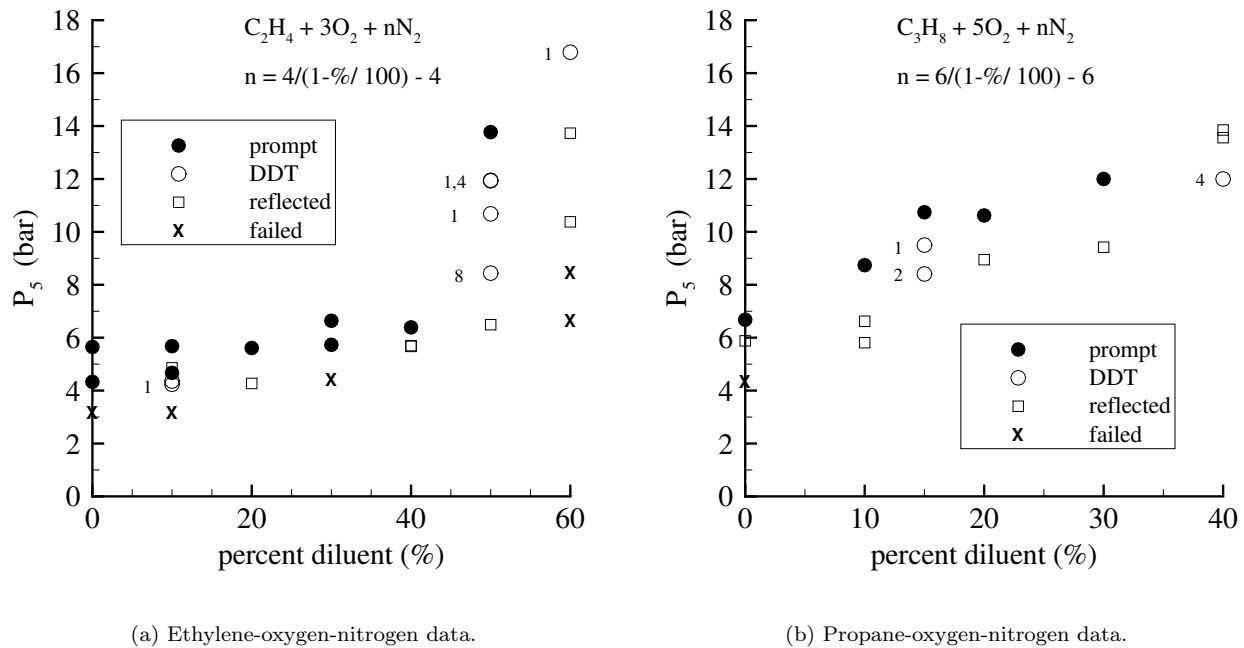 C2H4 + 3O2 + nN2
n = 4/(1-%/ 100) - 4
prompt
DDT
reflected
x failed
P5 (bar)
18
16
14
12
10
8
6
4
2
0
1
1,4
1
8
1
0 20 40 60
percent diluent (%)
(a) Ethylene-oxygen-nitrogen data.
C3H8 + 5O2 + nN2
n = 6/(1-%/ 100) - 6
P5 (bar)
18
16
14
12
10
8
6
4
2
0
4
1
2
prompt
DDT
reflected
x failed
0 10 20 30 40
percent diluent (%)
(b) Propane-oxygen-nitrogen data.